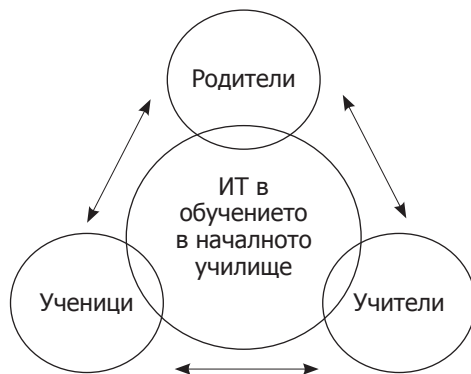 Родители
ИТ в
обучението
в началното
училище
Ученици
Учители